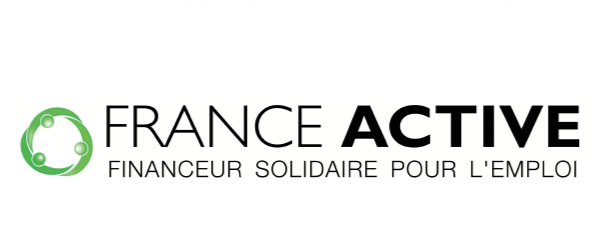 FRANCE ACTIVE
FINANCEUR SOLIDAIRE POUR L'EMPLOI